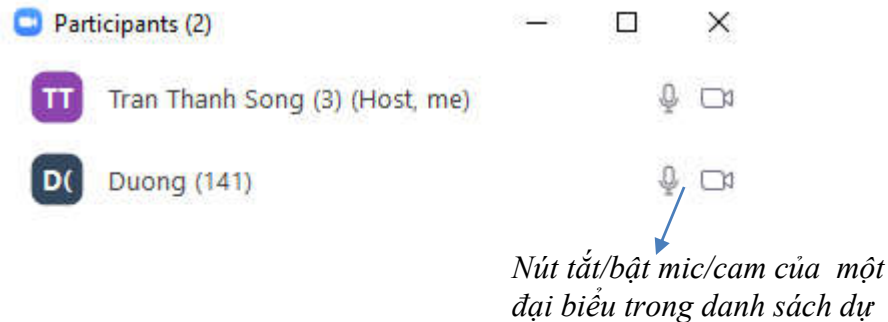 Participants (2)
TT Tran Thanh Song (3) (Host, me)
D( Duong (141)
Nút tắt/bật mic/cam của một
đại biểu trong danh sách dự